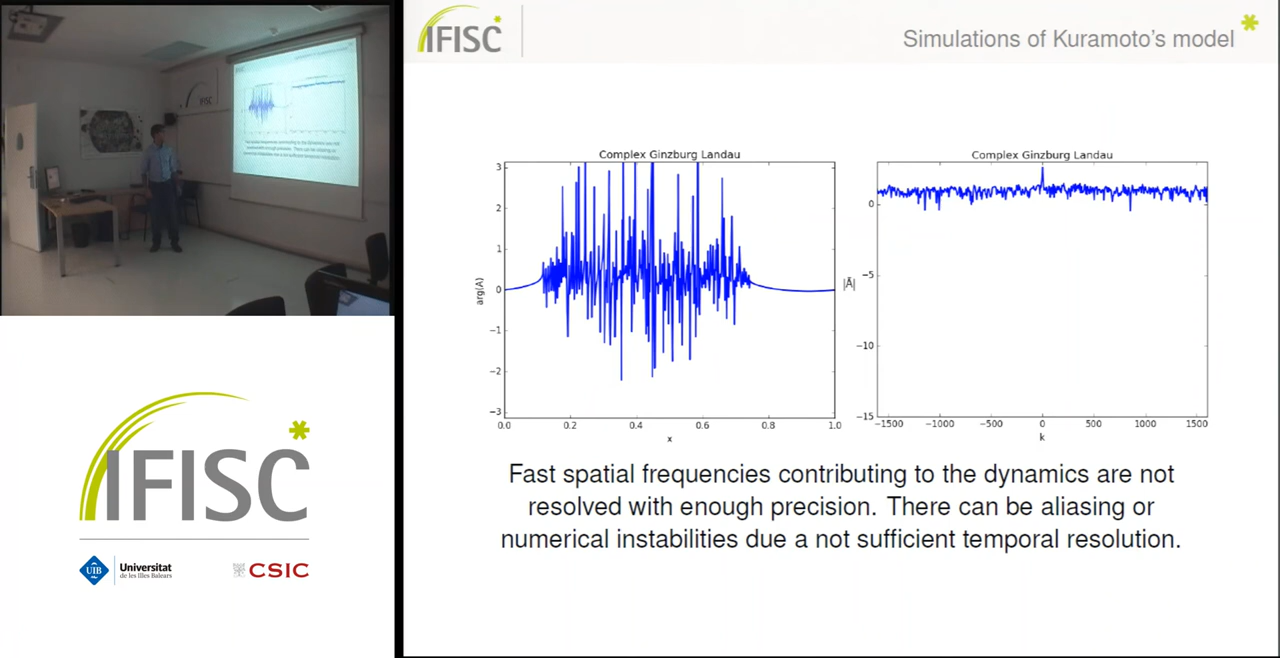 IFISC
Simulations of Kuramoto's model
Complex Ginzburg Landau
arg(A)
3
2
1
0
−1
−2
−3
0.0 0.2 0.4 0.6 0.8 1.0
x
Complex Ginzburg Landau
|Ã|
0
−5
−10
−15
−1500 −1000 −500 0 500 1000 1500
k
Fast spatial frequencies contributing to the dynamics are not
resolved with enough precision. There can be aliasing or
numerical instabilities due a not sufficient temporal resolution.
IFISC
IFISC
UIB
Universitat
de les Illes Balears
CSIC